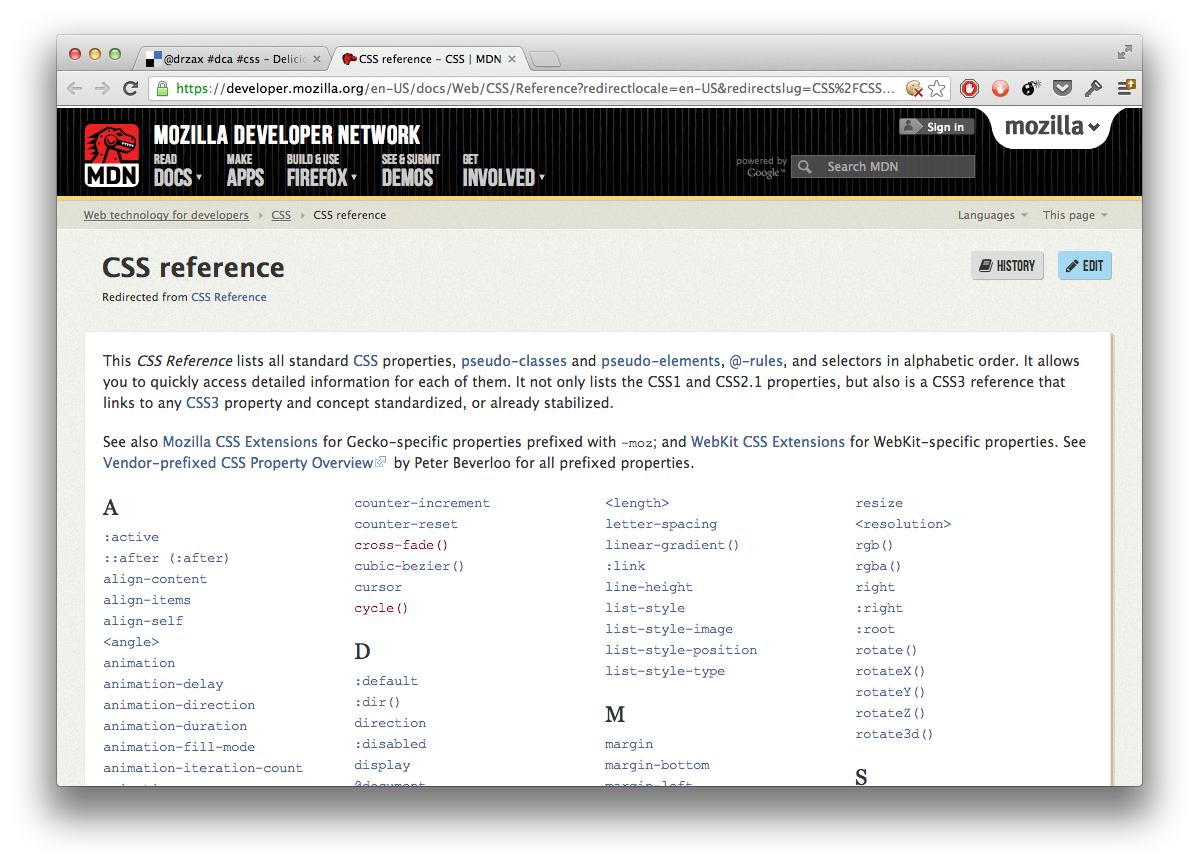 @drzax #dca #css – Delici
CSS reference – CSS | MDN
https://developer.mozilla.org/en-US/docs/Web/CSS/Reference?redirectlocale=en-US&redirectslug=CSS%2FCSS...
MOZILLA DEVELOPER NETWORK
Sign in
mozilla
MDN
READ DOCS
MAKE APPS
BUILD & USE FIREFOX
SEE & SUBMIT DEMOS
GET INVOLVED
powered by Google™
Search MDN
Web technology for developers
CSS
CSS reference
Languages
This page
CSS reference
HISTORY
EDIT
Redirected from CSS Reference
This CSS Reference lists all standard CSS properties, pseudo-classes and pseudo-elements, @-rules, and selectors in alphabetic order. It allows
you to quickly access detailed information for each of them. It not only lists the CSS1 and CSS2.1 properties, but also is a CSS3 reference that
links to any CSS3 property and concept standardized, or already stabilized.
See also Mozilla CSS Extensions for Gecko-specific properties prefixed with -moz; and WebKit CSS Extensions for WebKit-specific properties. See
Vendor-prefixed CSS Property Overview by Peter Beverloo for all prefixed properties.
A
:active
::after (:after)
align-content
align-items
align-self
<angle>
animation
animation-delay
animation-direction
animation-duration
animation-fill-mode
animation-iteration-count
counter-increment
counter-reset
cross-fade()
cubic-bezier()
cursor
cycle()
D
:default
:dir()
direction
:disabled
display
@document
<length>
letter-spacing
linear-gradient()
:link
line-height
list-style
list-style-image
list-style-position
list-style-type
M
margin
margin-bottom
margin-left
resize
<resolution>
rgb()
rgba()
right
:right
:root
rotate()
rotateX()
rotateY()
rotateZ()
rotate3d()
S